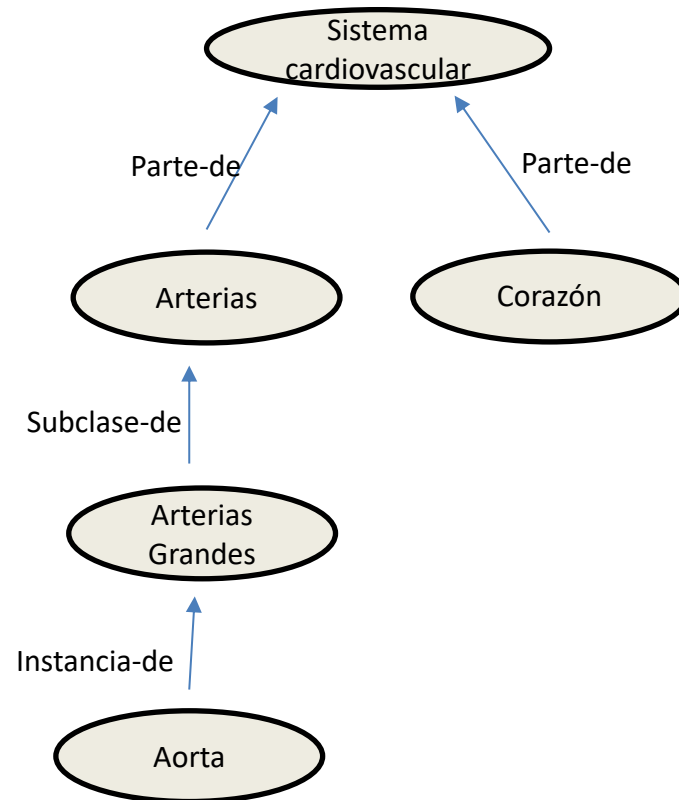 Sistema
cardiovascular
Parte-de
Parte-de
Arterias
Corazón
Subclase-de
Arterias
Grandes
Instancia-de
Aorta